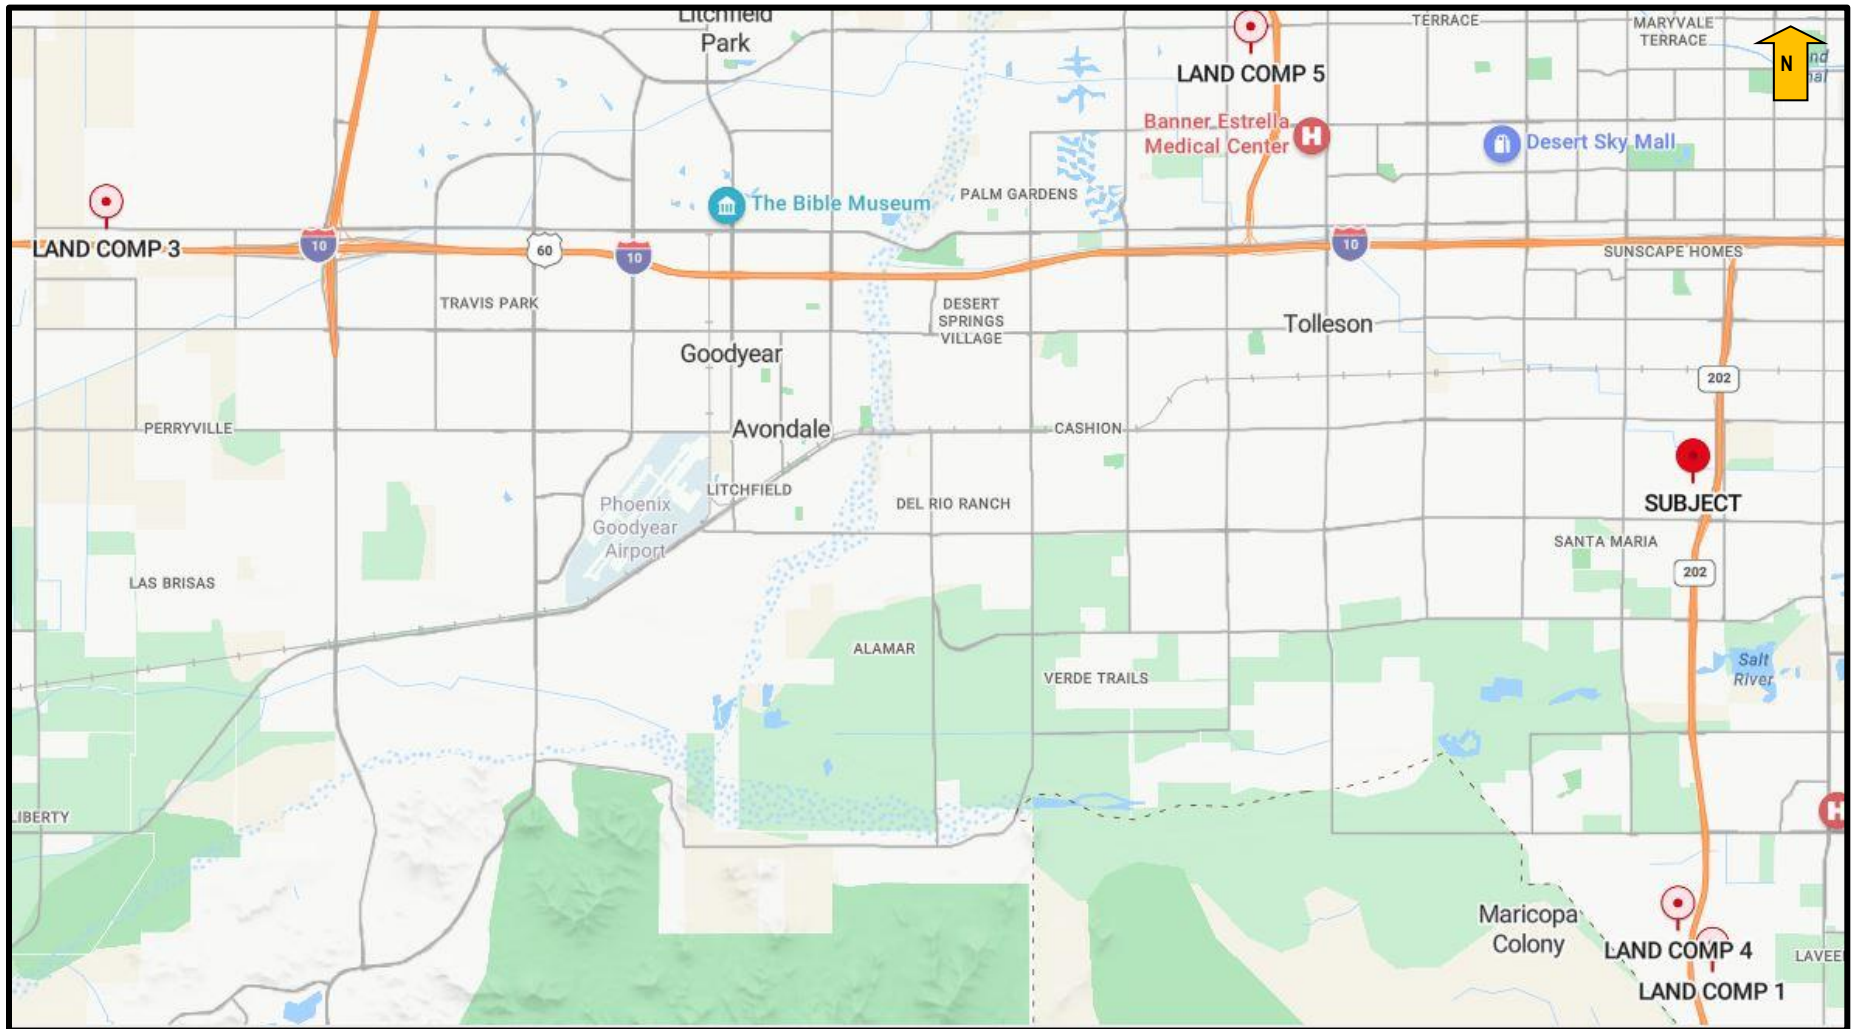 Litchfield
Park
TERRACE
MARYVALE
TERRACE
N
LAND COMP 5
Banner Estrella
Medical Center
H
Desert Sky Mall
The Bible Museum
PALM GARDENS
LAND COMP 3
10
60
10
10
SUNSCAPE HOMES
TRAVIS PARK
DESERT
SPRINGS
VILLAGE
Tolleson
Goodyear
202
PERRYVILLE
Avondale
CASHION
LITCHFIELD
DEL RIO RANCH
SUBJECT
Phoenix
Goodyear
Airport
SANTA MARIA
202
LAS BRISAS
ALAMAR
VERDE TRAILS
Salt
River
LIBERTY
H
Maricopa
Colony
LAND COMP 4
LAND COMP 1